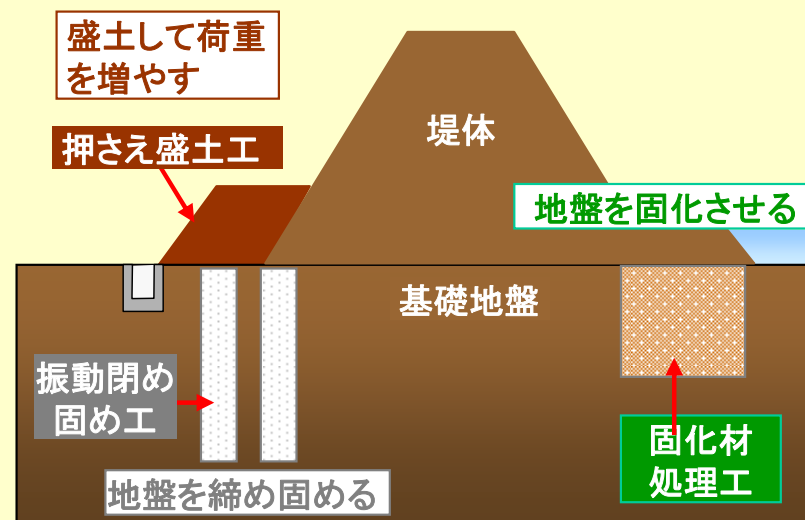 盛土して荷重
を増やす
押さえ盛土工
堤体
地盤を固化させる
基礎地盤
振動閉め
固め工
地盤を締め固める
固化材
処理工